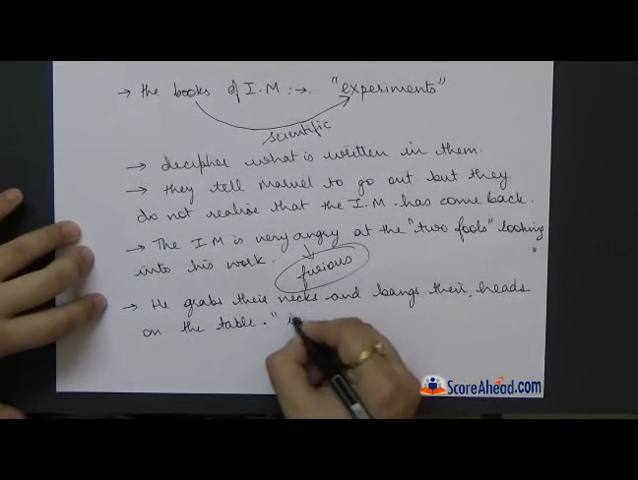 → the books of I.M :→. "experiments"
scientific
→ decipher what is written in them.
→ they tell Marvel to go out but they
do not realise that the I.M. has come back.
→ The I.M is very angry at the "two fools" looking
into his work.
furious
→ He grabs their necks and bangs their heads
on the table. "i
ScoreAhead.com